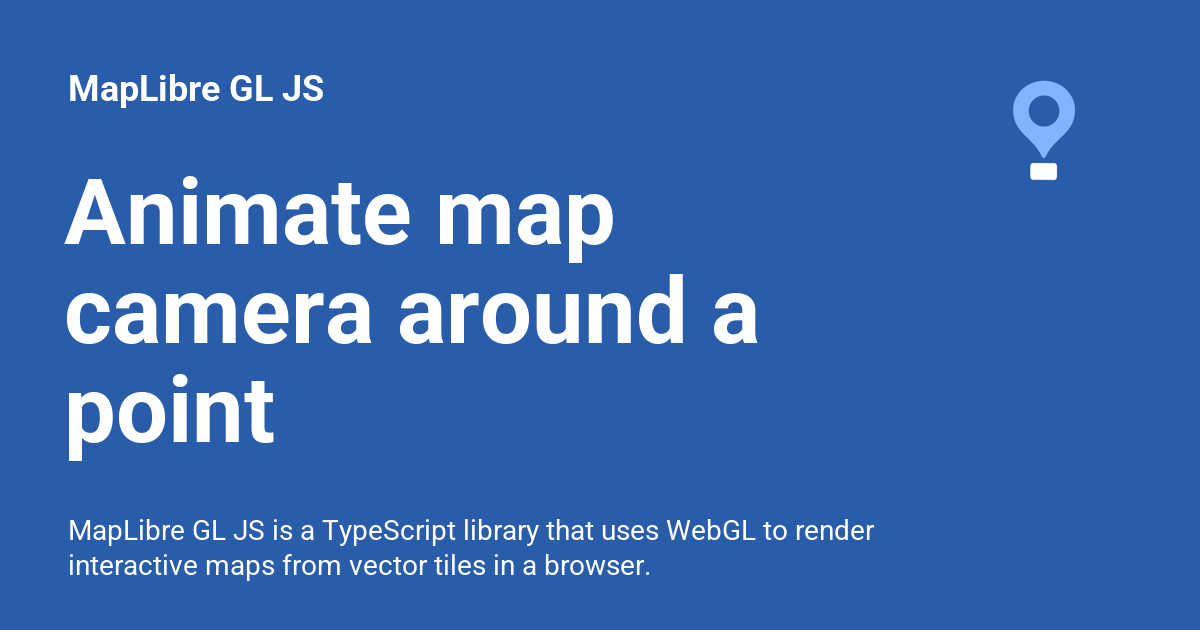 MapLibre GL JS
Animate map
camera around a
point
MapLibre GL JS is a TypeScript library that uses WebGL to render
interactive maps from vector tiles in a browser.